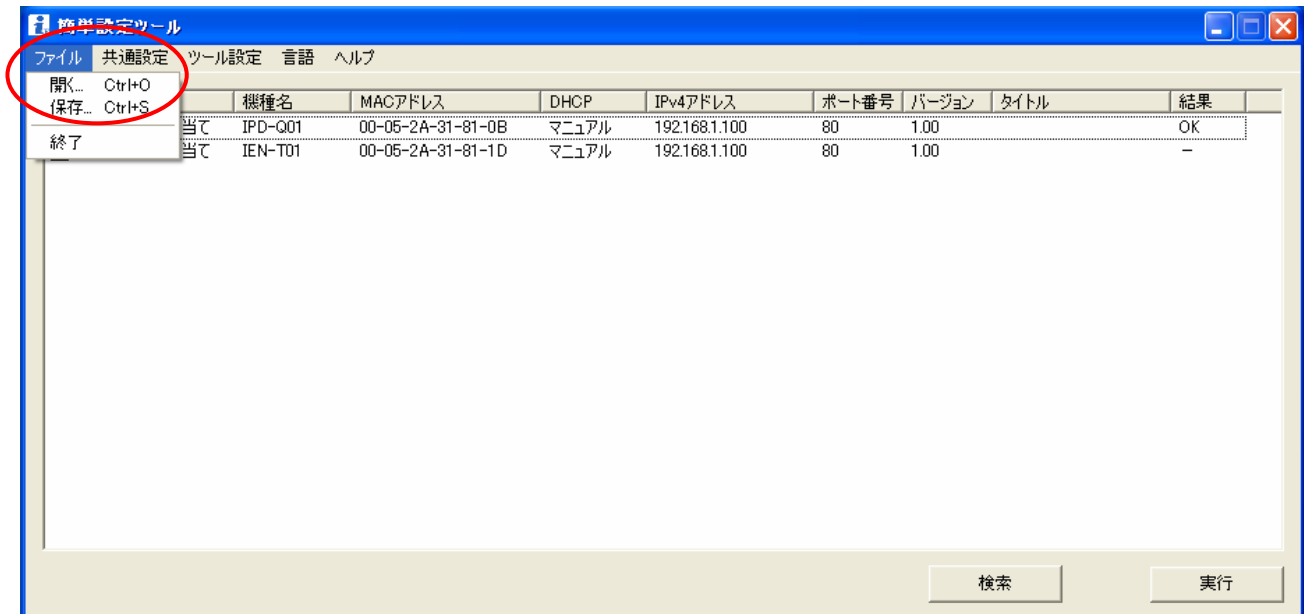 簡単設定ツール
ファイル 共通設定 ツール設定 言語 ヘルプ
開く... Ctrl+O
保存... Ctrl+S
終了
機種名 MACアドレス DHCP IPv4アドレス ポート番号 バージョン タイトル 結果
当て IPD-Q01 00-05-2A-31-81-0B マニュアル 192.168.1.100 80 1.00 OK
当て IEN-T01 00-05-2A-31-81-1D マニュアル 192.168.1.100 80 1.00 −
検索 実行